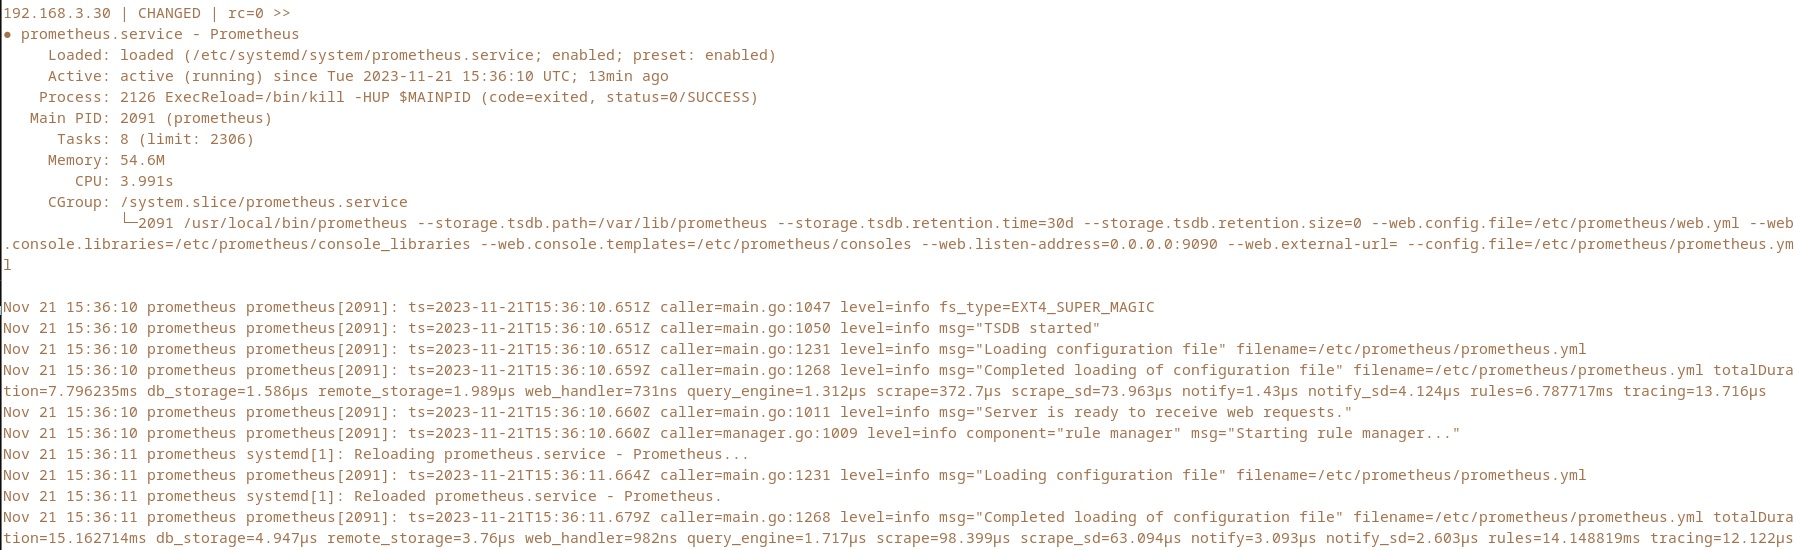 192.168.3.30 | CHANGED | rc=0 >>
● prometheus.service - Prometheus
     Loaded: loaded (/etc/systemd/system/prometheus.service; enabled; preset: enabled)
     Active: active (running) since Tue 2023-11-21 15:36:10 UTC; 13min ago
    Process: 2126 ExecReload=/bin/kill -HUP $MAINPID (code=exited, status=0/SUCCESS)
   Main PID: 2091 (prometheus)
      Tasks: 8 (limit: 2306)
     Memory: 54.6M
        CPU: 3.991s
     CGroup: /system.slice/prometheus.service
             └─2091 /usr/local/bin/prometheus --storage.tsdb.path=/var/lib/prometheus --storage.tsdb.retention.time=30d --storage.tsdb.retention.size=0 --web.config.file=/etc/prometheus/web.yml --web
.console.libraries=/etc/prometheus/console_libraries --web.console.templates=/etc/prometheus/consoles --web.listen-address=0.0.0.0:9090 --web.external-url= --config.file=/etc/prometheus/prometheus.ym
l

Nov 21 15:36:10 prometheus prometheus[2091]: ts=2023-11-21T15:36:10.651Z caller=main.go:1047 level=info fs_type=EXT4_SUPER_MAGIC
Nov 21 15:36:10 prometheus prometheus[2091]: ts=2023-11-21T15:36:10.651Z caller=main.go:1050 level=info msg="TSDB started"
Nov 21 15:36:10 prometheus prometheus[2091]: ts=2023-11-21T15:36:10.651Z caller=main.go:1231 level=info msg="Loading configuration file" filename=/etc/prometheus/prometheus.yml
Nov 21 15:36:10 prometheus prometheus[2091]: ts=2023-11-21T15:36:10.659Z caller=main.go:1268 level=info msg="Completed loading of configuration file" filename=/etc/prometheus/prometheus.yml totalDura
tion=7.796235ms db_storage=1.586µs remote_storage=1.989µs web_handler=731ns query_engine=1.312µs scrape=372.7µs scrape_sd=73.963µs notify=1.43µs notify_sd=4.124µs rules=6.787717ms tracing=13.716µs
Nov 21 15:36:10 prometheus prometheus[2091]: ts=2023-11-21T15:36:10.660Z caller=main.go:1011 level=info msg="Server is ready to receive web requests."
Nov 21 15:36:10 prometheus prometheus[2091]: ts=2023-11-21T15:36:10.660Z caller=manager.go:1009 level=info component="rule manager" msg="Starting rule manager..."
Nov 21 15:36:11 prometheus systemd[1]: Reloading prometheus.service - Prometheus...
Nov 21 15:36:11 prometheus prometheus[2091]: ts=2023-11-21T15:36:11.664Z caller=main.go:1231 level=info msg="Loading configuration file" filename=/etc/prometheus/prometheus.yml
Nov 21 15:36:11 prometheus systemd[1]: Reloaded prometheus.service - Prometheus.
Nov 21 15:36:11 prometheus prometheus[2091]: ts=2023-11-21T15:36:11.679Z caller=main.go:1268 level=info msg="Completed loading of configuration file" filename=/etc/prometheus/prometheus.yml totalDura
tion=15.162714ms db_storage=4.947µs remote_storage=3.76µs web_handler=982ns query_engine=1.717µs scrape=98.399µs scrape_sd=63.094µs notify=3.093µs notify_sd=2.603µs rules=14.148819ms tracing=12.122µs